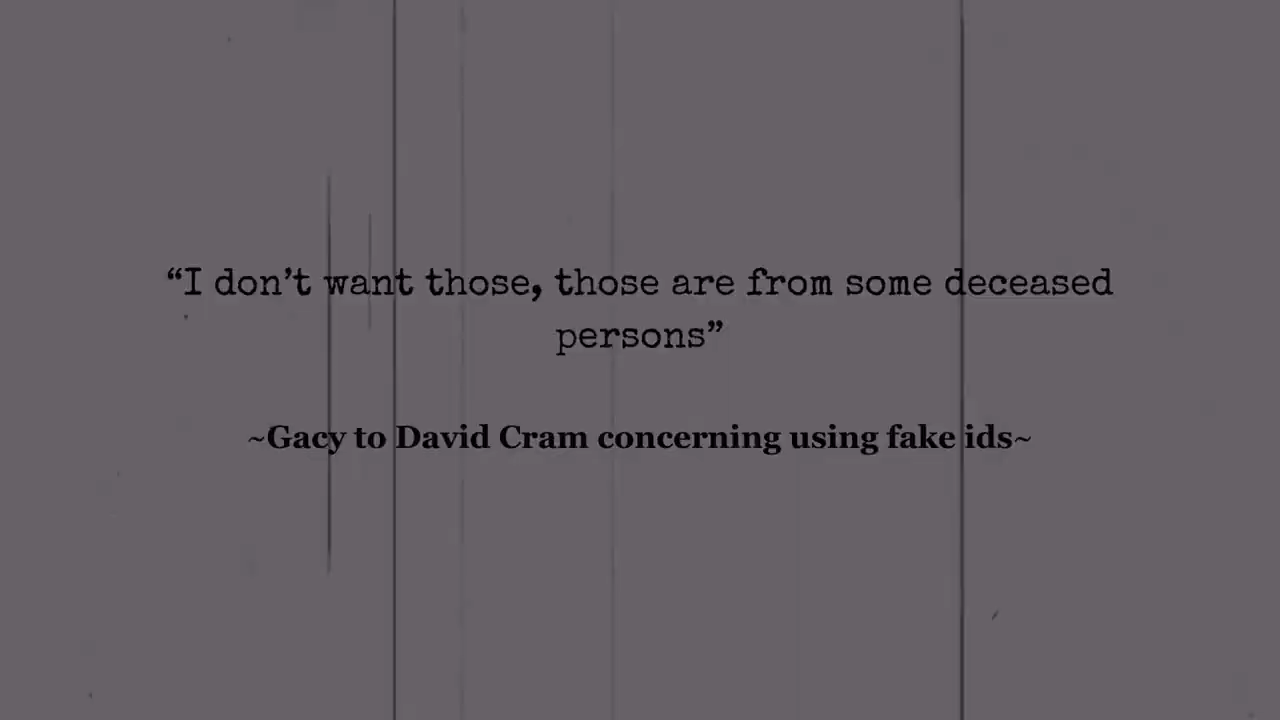 “I don’t want those, those are from some deceased
persons”
~Gacy to David Cram concerning using fake ids~